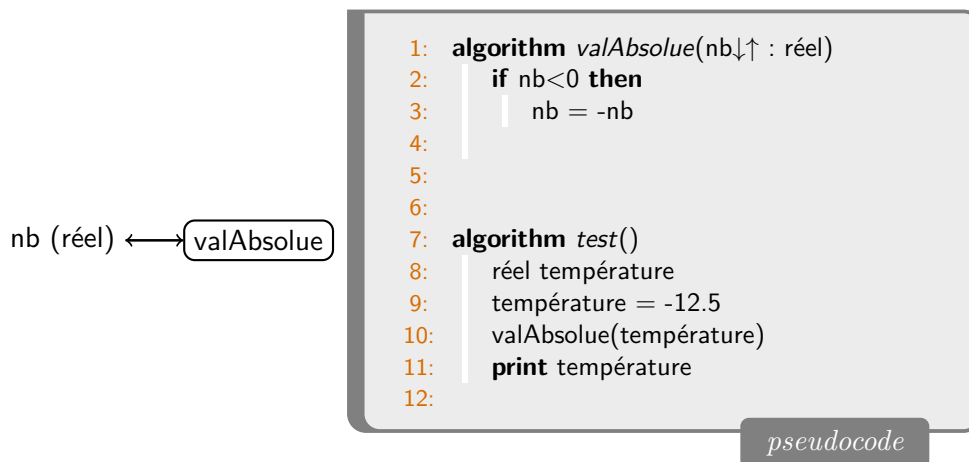 1: algorithm valAbsolue(nb↓↑ : réel)
2: if nb<0 then
3: nb = -nb
4:
5:
6:
nb (réel) ⟷ valAbsolue
7: algorithm test()
8: réel température
9: température = -12.5
10: valAbsolue(température)
11: print température
12:
pseudocode